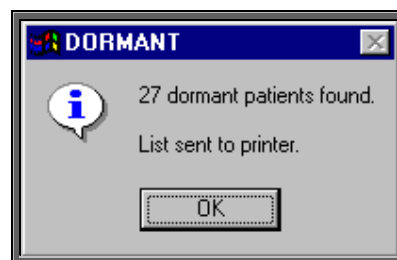 DORMANT
27 dormant patients found.
List sent to printer.
OK